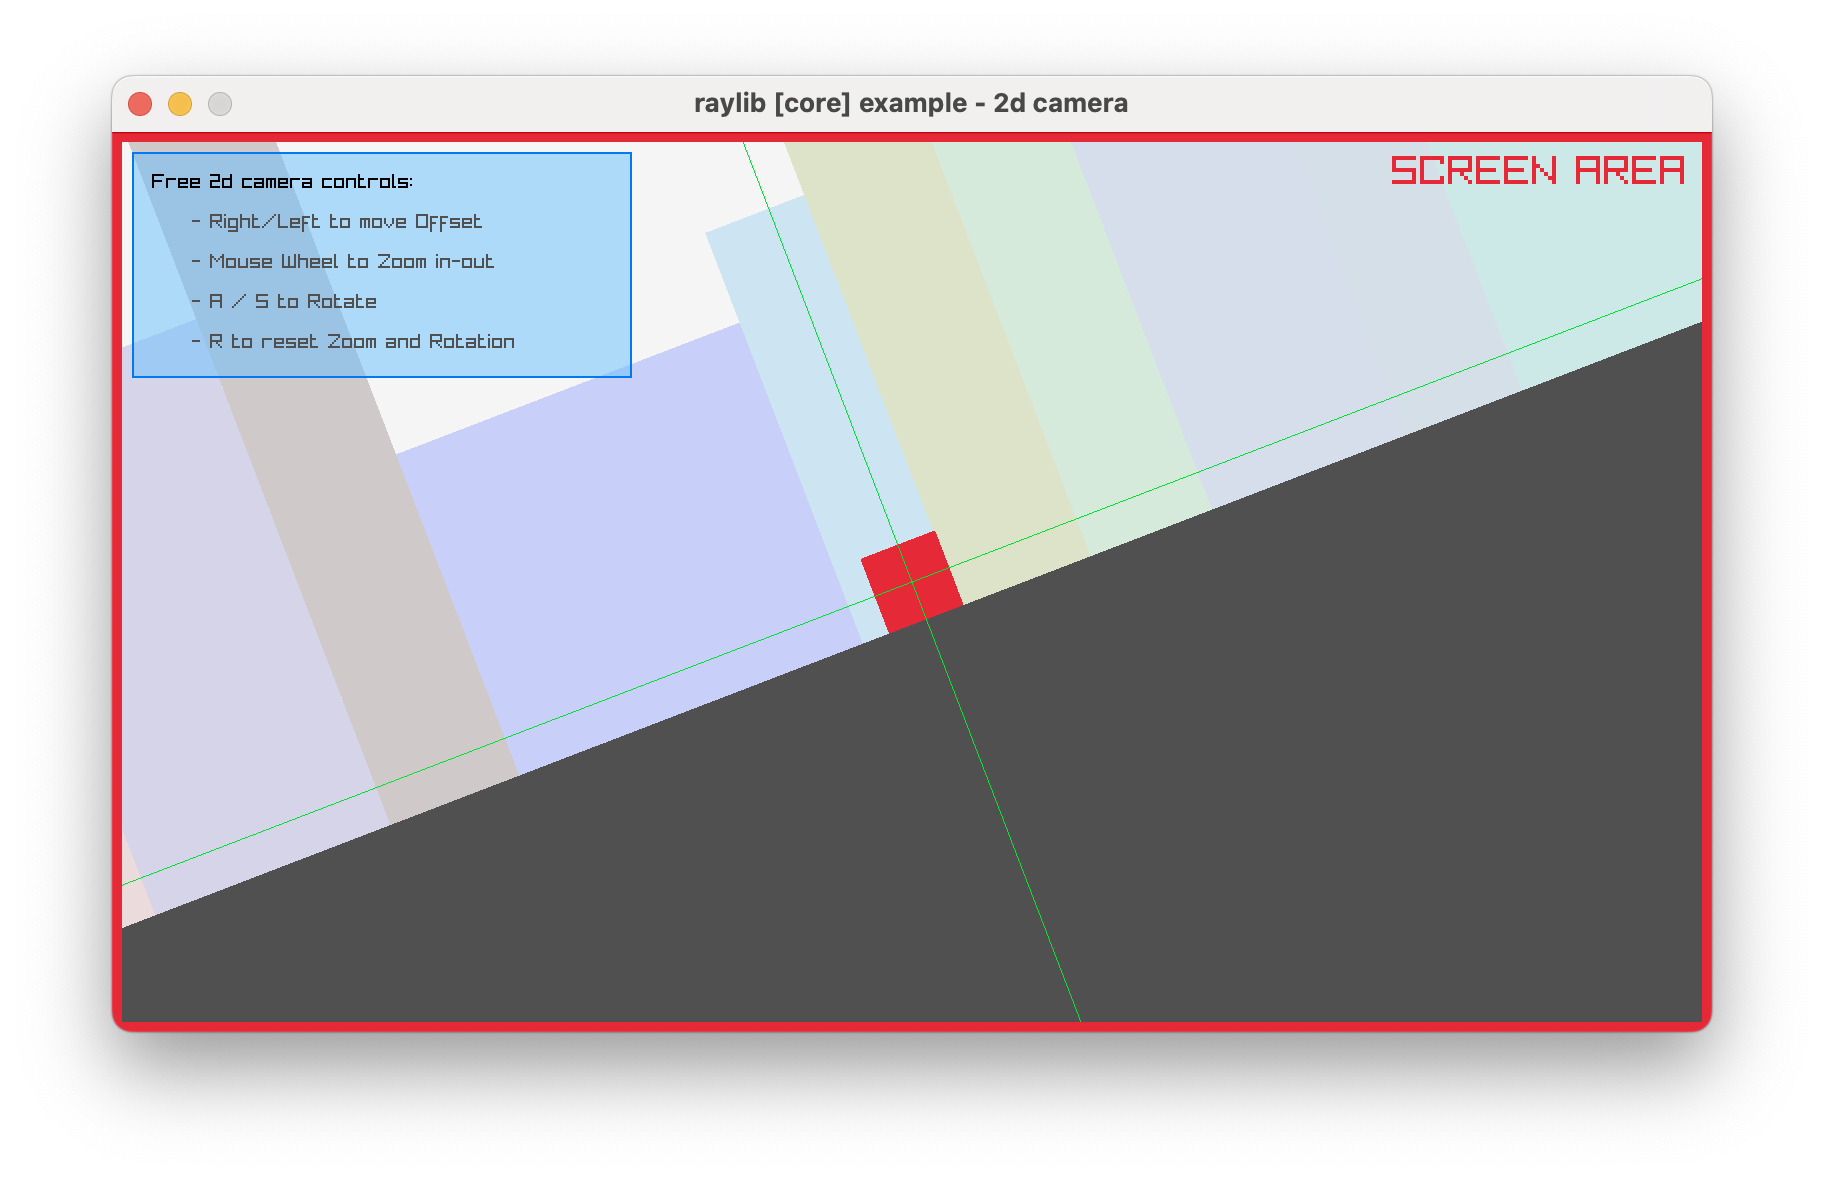 raylib [core] example - 2d camera
SCREEN AREA
Free 2d camera controls:
- Right/Left to move Offset
- Mouse Wheel to Zoom in-out
- A / S to Rotate
- R to reset Zoom and Rotation